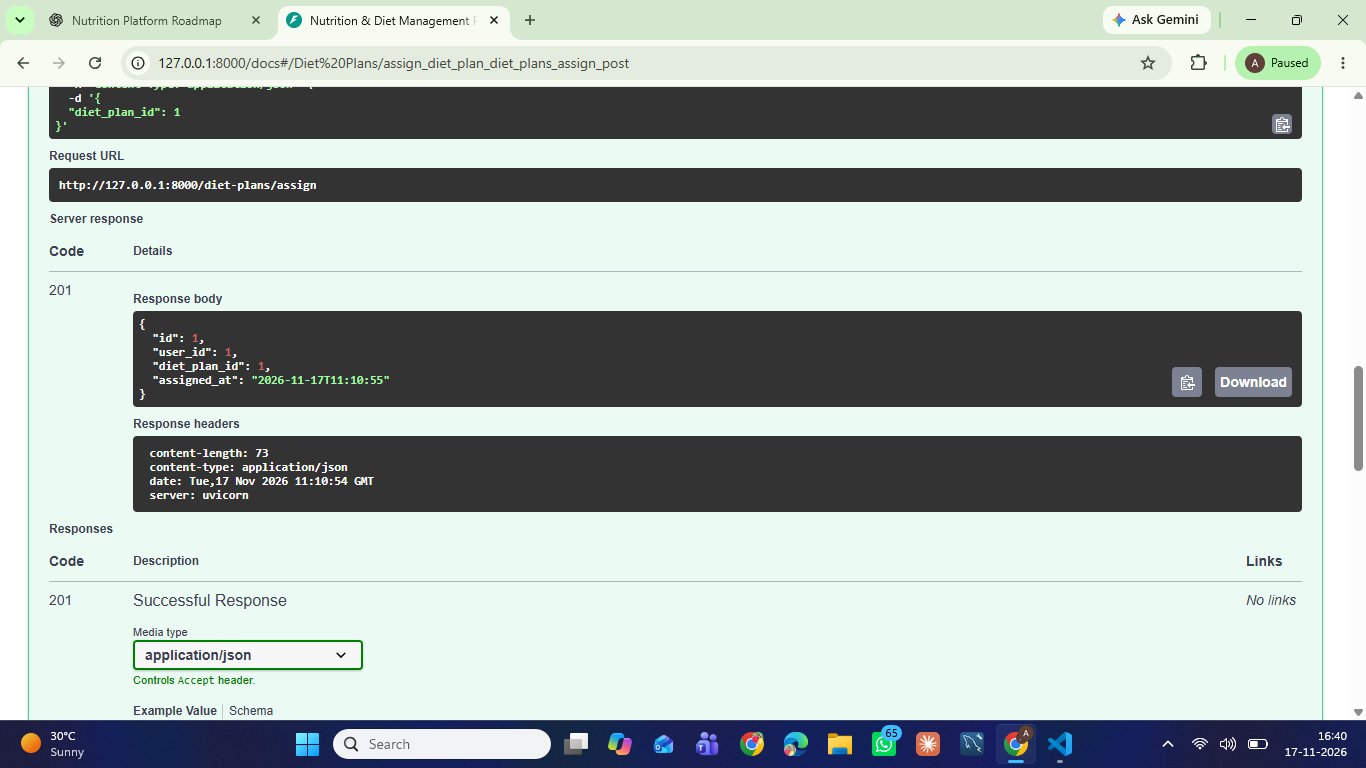 Nutrition Platform Roadmap
Nutrition & Diet Management P
Ask Gemini
127.0.0.1:8000/docs#/Diet%20Plans/assign_diet_plan_diet_plans_assign_post
A
Paused
-d '{
"diet_plan_id": 1
}'
Request URL
http://127.0.0.1:8000/diet-plans/assign
Server response
Code
Details
201
Response body
{
"id": 1,
"user_id": 1,
"diet_plan_id": 1,
"assigned_at": "2026-11-17T11:10:55"
}
Download
Response headers
content-length: 73
content-type: application/json
date: Tue,17 Nov 2026 11:10:54 GMT
server: uvicorn
Responses
Code
Description
Links
201
Successful Response
No links
Media type
application/json
Controls Accept header.
Example Value
Schema
30°C
Sunny
Search
65
A
16:40
17-11-2026